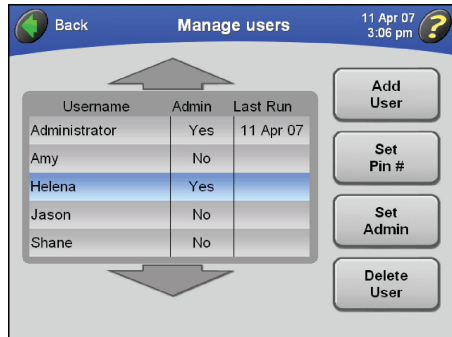 Back
Manage users
11 Apr 07
3:06 pm
?
Username Admin Last Run
Administrator Yes 11 Apr 07
Amy No
Helena Yes
Jason No
Shane No
Add
User
Set
Pin #
Set
Admin
Delete
User